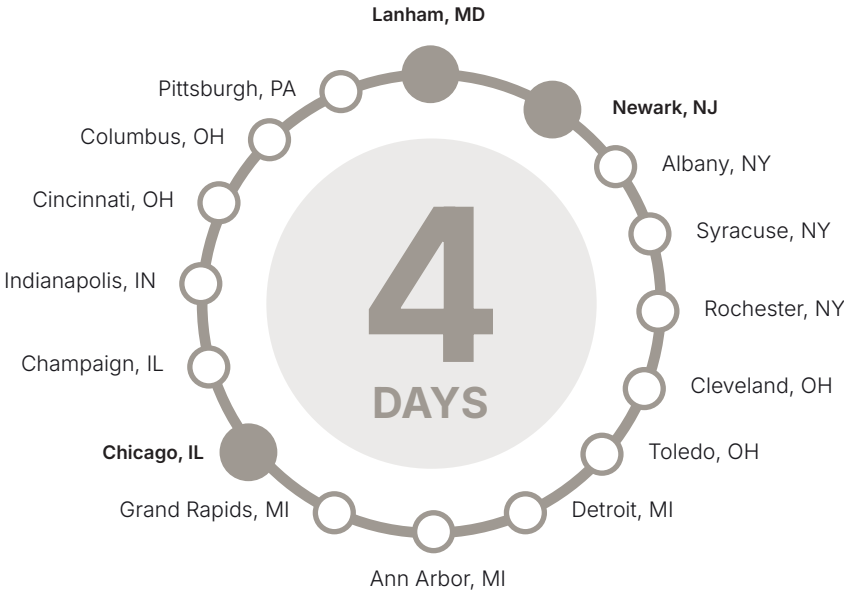 Lanham, MD
Pittsburgh, PA
Newark, NJ
Columbus, OH
Albany, NY
Cincinnati, OH
Syracuse, NY
4
DAYS
Indianapolis, IN
Rochester, NY
Champaign, IL
Cleveland, OH
Chicago, IL
Toledo, OH
Grand Rapids, MI
Detroit, MI
Ann Arbor, MI